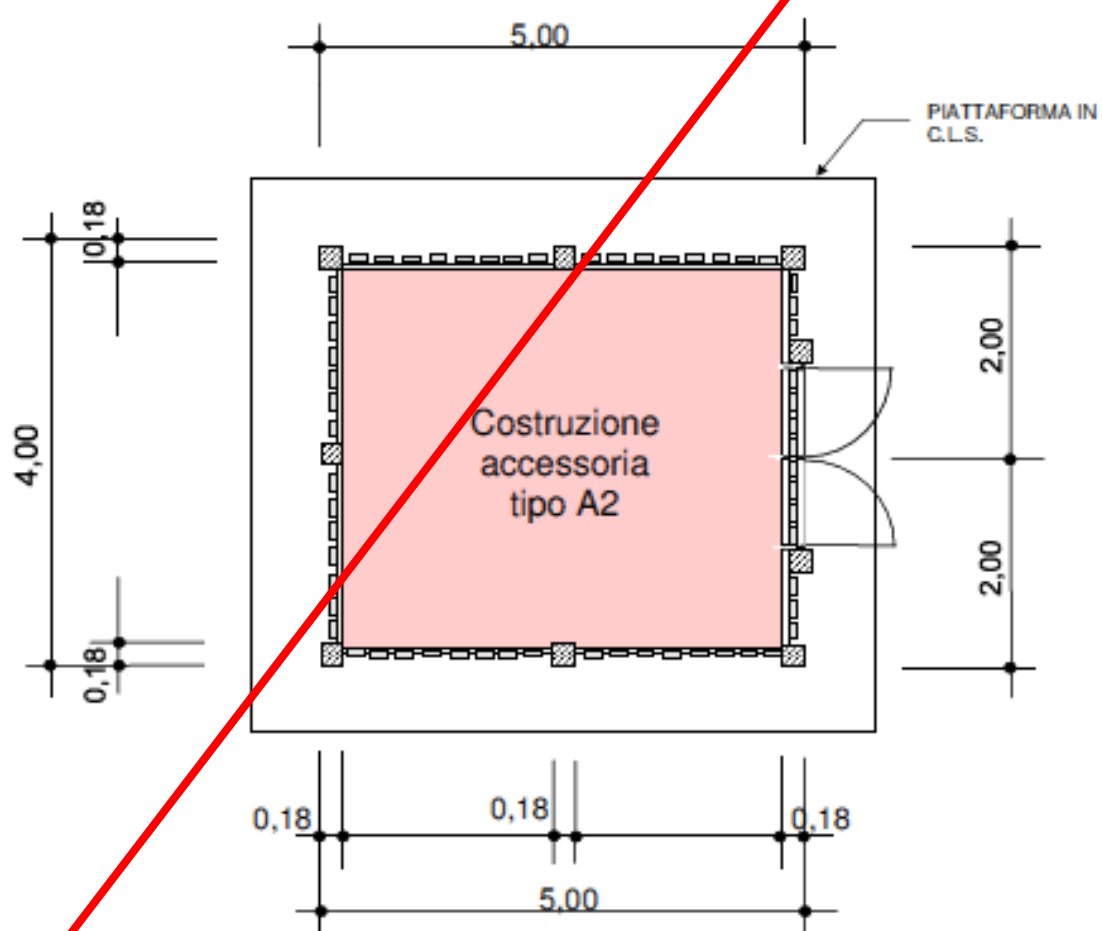 5,00
PIATTAFORMA IN
C.L.S.
0,18
2,00
4,00
Costruzione
accessoria
tipo A2
2,00
0,18
0,18
0,18
0,18
5,00